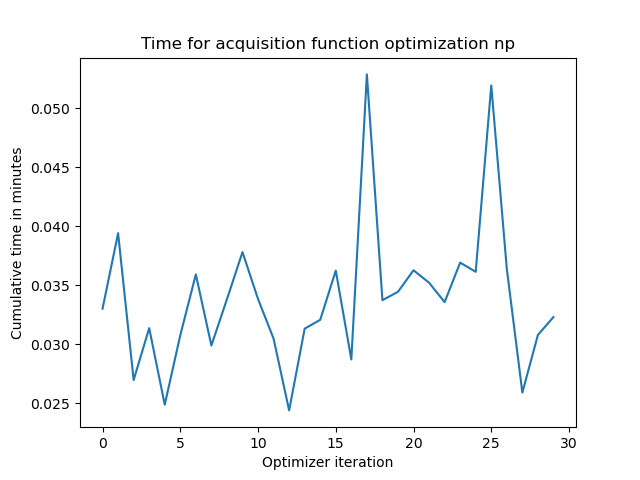 Time for acquisition function optimization np
Cumulative time in minutes
0.050
0.045
0.040
0.035
0.030
0.025
0 5 10 15 20 25 30
Optimizer iteration